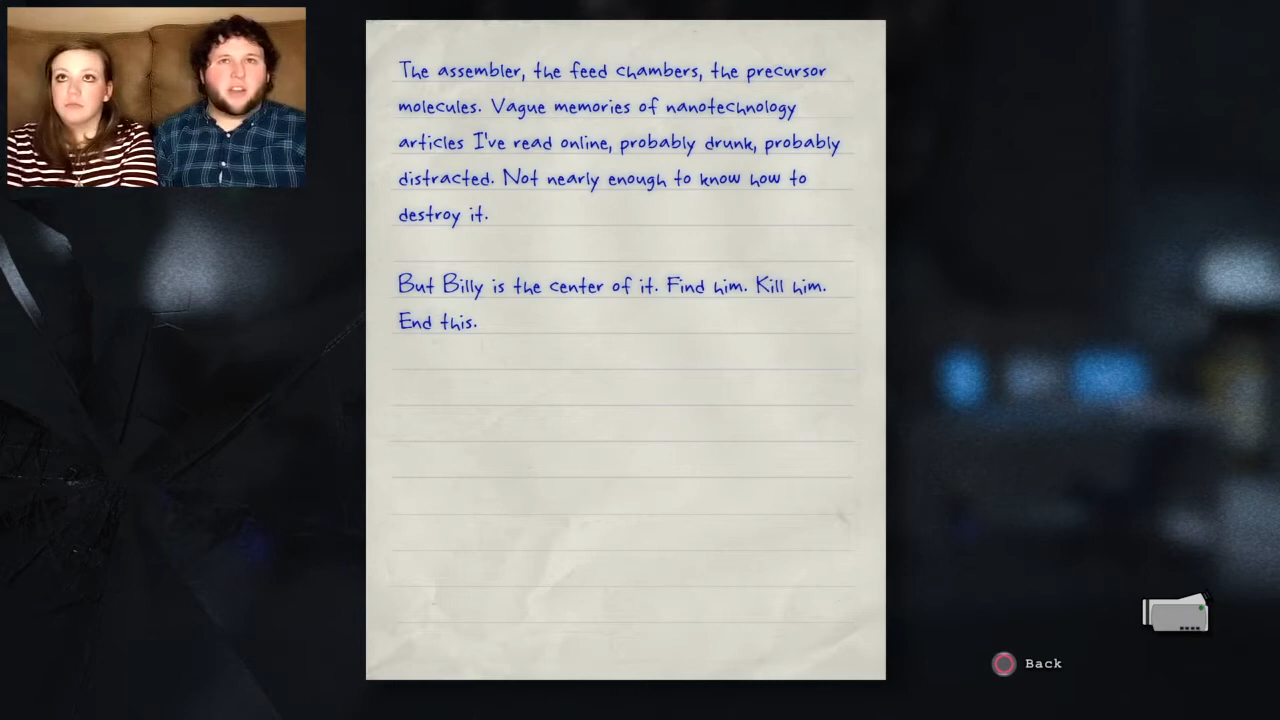 The assembler, the feed chambers, the precursor
molecules. Vague memories of nanotechnology
articles I've read online, probably drunk, probably
distracted. Not nearly enough to know how to
destroy it.
But Billy is the center of it. Find him. Kill him.
End this.
Back